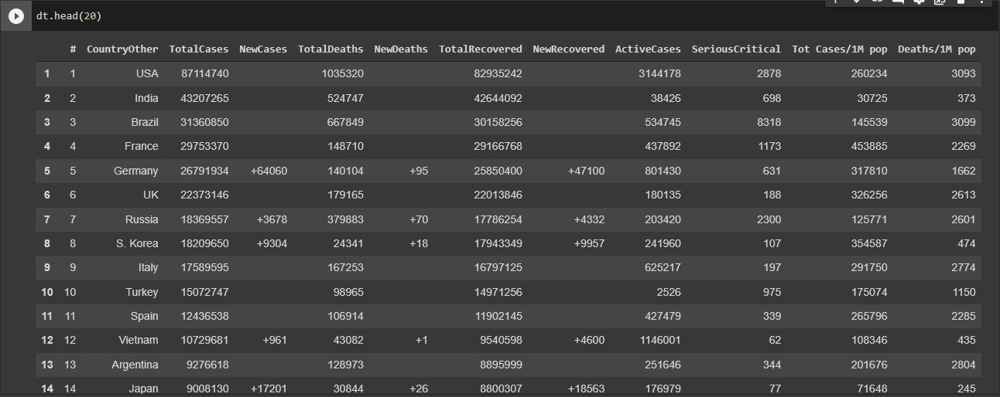 dt.head(20)
# CountryOther TotalCases NewCases TotalDeaths NewDeaths TotalRecovered NewRecovered ActiveCases SeriousCritical Tot Cases/1M pop Deaths/1M pop
1 1 USA 87114740 1035320 82935242 3144178 2878 260234 3093
2 2 India 43207265 524747 42644092 38426 698 30725 373
3 3 Brazil 31360850 667849 30158256 534745 8318 145539 3099
4 4 France 29753370 148710 29166768 437892 1173 453885 2269
5 5 Germany 26791934 +64060 140104 +95 25850400 +47100 801430 631 317810 1662
6 6 UK 22373146 179165 22013846 180135 188 326256 2613
7 7 Russia 18369557 +3678 379883 +70 17786254 +4332 203420 2300 125771 2601
8 8 S. Korea 18209650 +9304 24341 +18 17943349 +9957 241960 107 354587 474
9 9 Italy 17589595 167253 16797125 625217 197 291750 2774
10 10 Turkey 15072747 98965 14971256 2526 975 175074 1150
11 11 Spain 12436538 106914 11902145 427479 339 265796 2285
12 12 Vietnam 10729681 +961 43082 +1 9540598 +4600 1146001 62 108346 435
13 13 Argentina 9276618 128973 8895999 251646 344 201676 2804
14 14 Japan 9008130 +17201 30844 +26 8800307 +18563 176979 77 71648 245